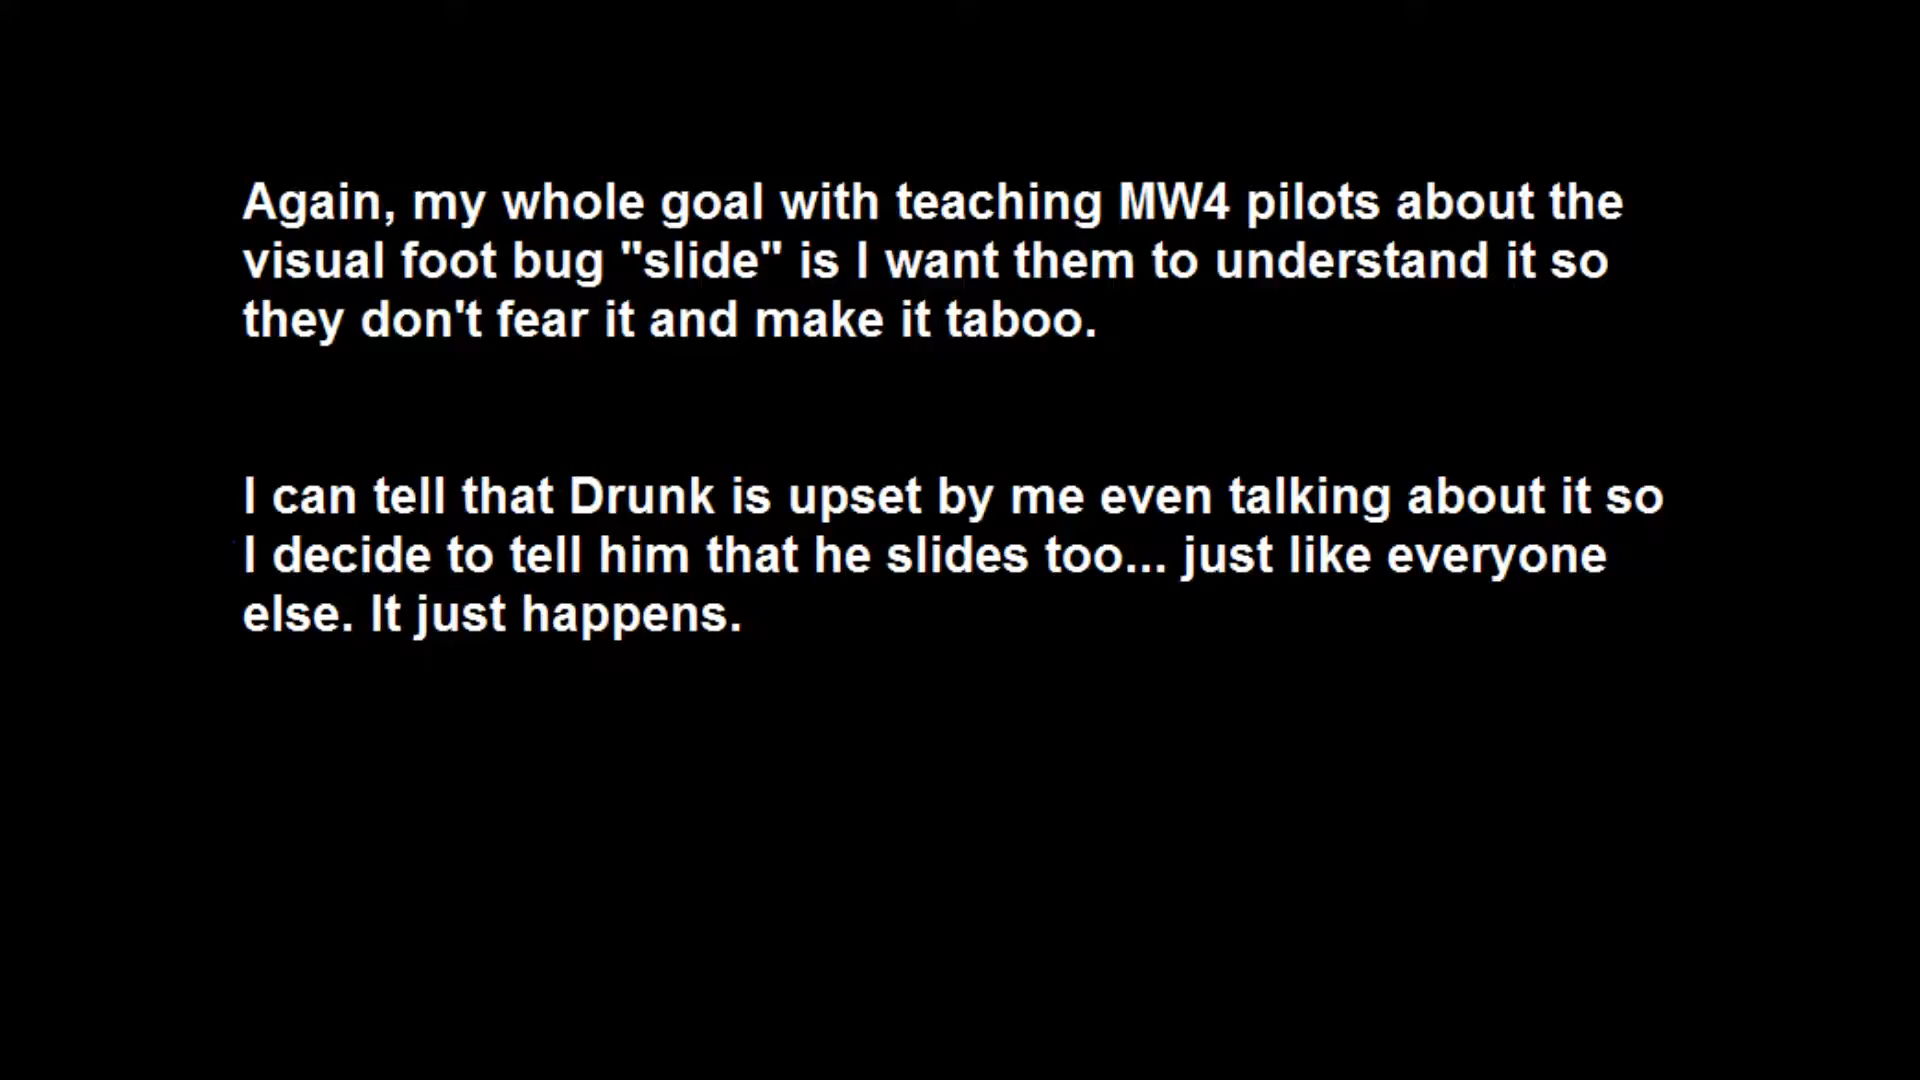 Again, my whole goal with teaching MW4 pilots about the
visual foot bug "slide" is I want them to understand it so
they don't fear it and make it taboo.
I can tell that Drunk is upset by me even talking about it so
I decide to tell him that he slides too... just like everyone
else. It just happens.